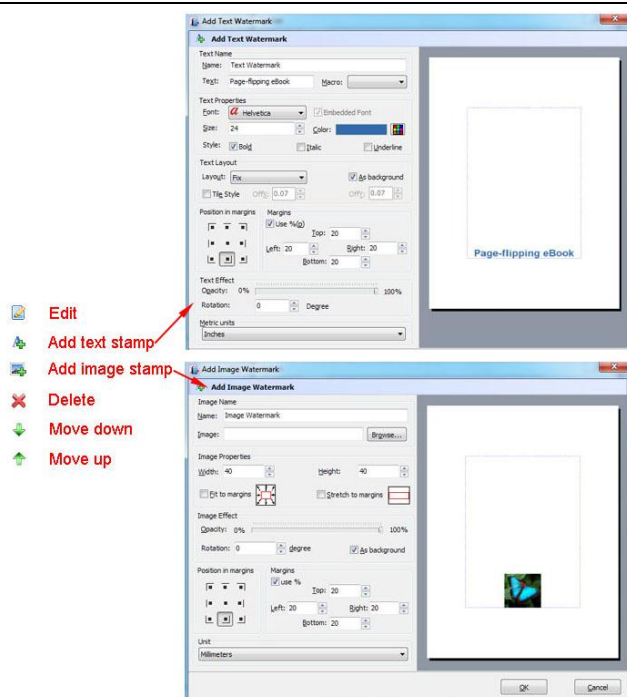 Add Text Watermark
Add Text Watermark
Text Name
Name: Text Watermark
Text: Page-flipping eBook Macro:
Text Properties
Font: a Helvetica Embedded Font
Size: 24 Color:
Style: Bold Italic Underline
Text Layout
Layout: Fix As background
Tile Style 0.07 0.07
Position in margins Margins
Use %(g)
Top: 20
Left: 20 Right: 20
Bottom: 20
Text Effect
Opacity: 0% 100%
Rotation: 0 Degree
Metric units
Inches
Page-flipping eBook
Edit
Add text stamp
Add image stamp
Delete
Move down
Move up
Add Image Watermark
Add Image Watermark
Image Name
Name: Image Watermark
Image: Browse...
Image Properties
Width: 40 Height: 40
Fit to margins Stretch to margins
Image Effect
Opacity: 0% 100%
Rotation: 0 degree As background
Position in margins Margins
use %
Top: 20
Left: 20 Right: 20
Bottom: 20
Unit
Millimeters
OK Cancel